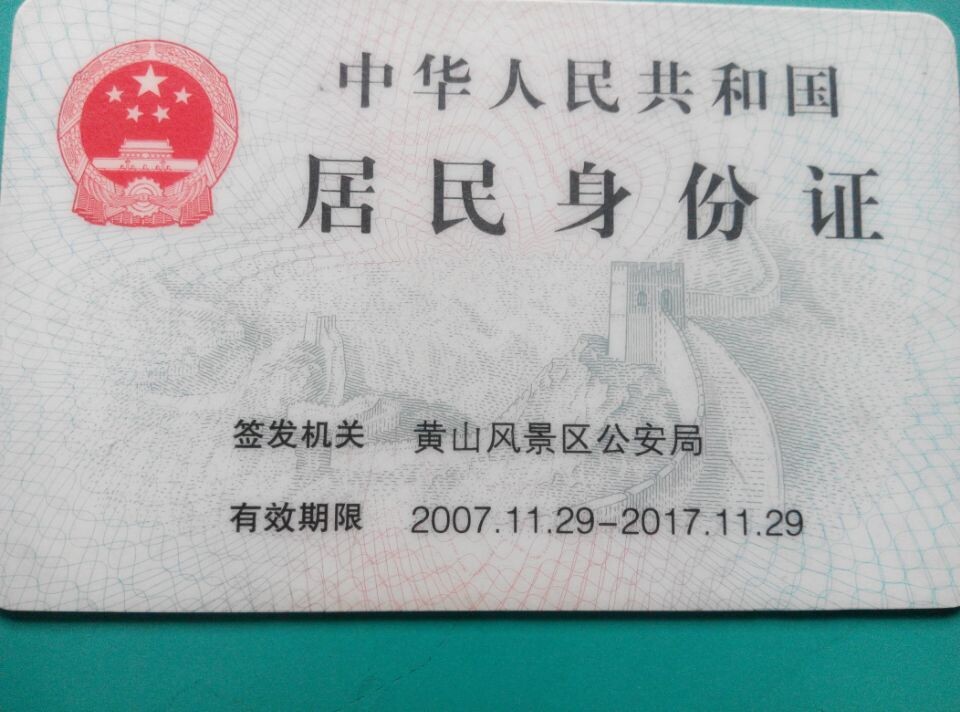 中华人民共和国
居民身份证
签发机关 黄山风景区公安局
有效期限 2007.11.29-2017.11.29